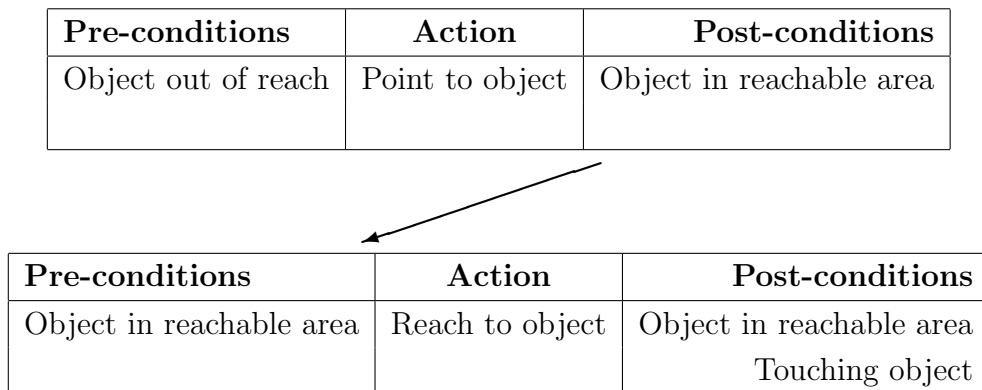 Pre-conditions Action Post-conditions
Object out of reach Point to object Object in reachable area
Pre-conditions Action Post-conditions
Object in reachable area Reach to object Object in reachable area
Touching object